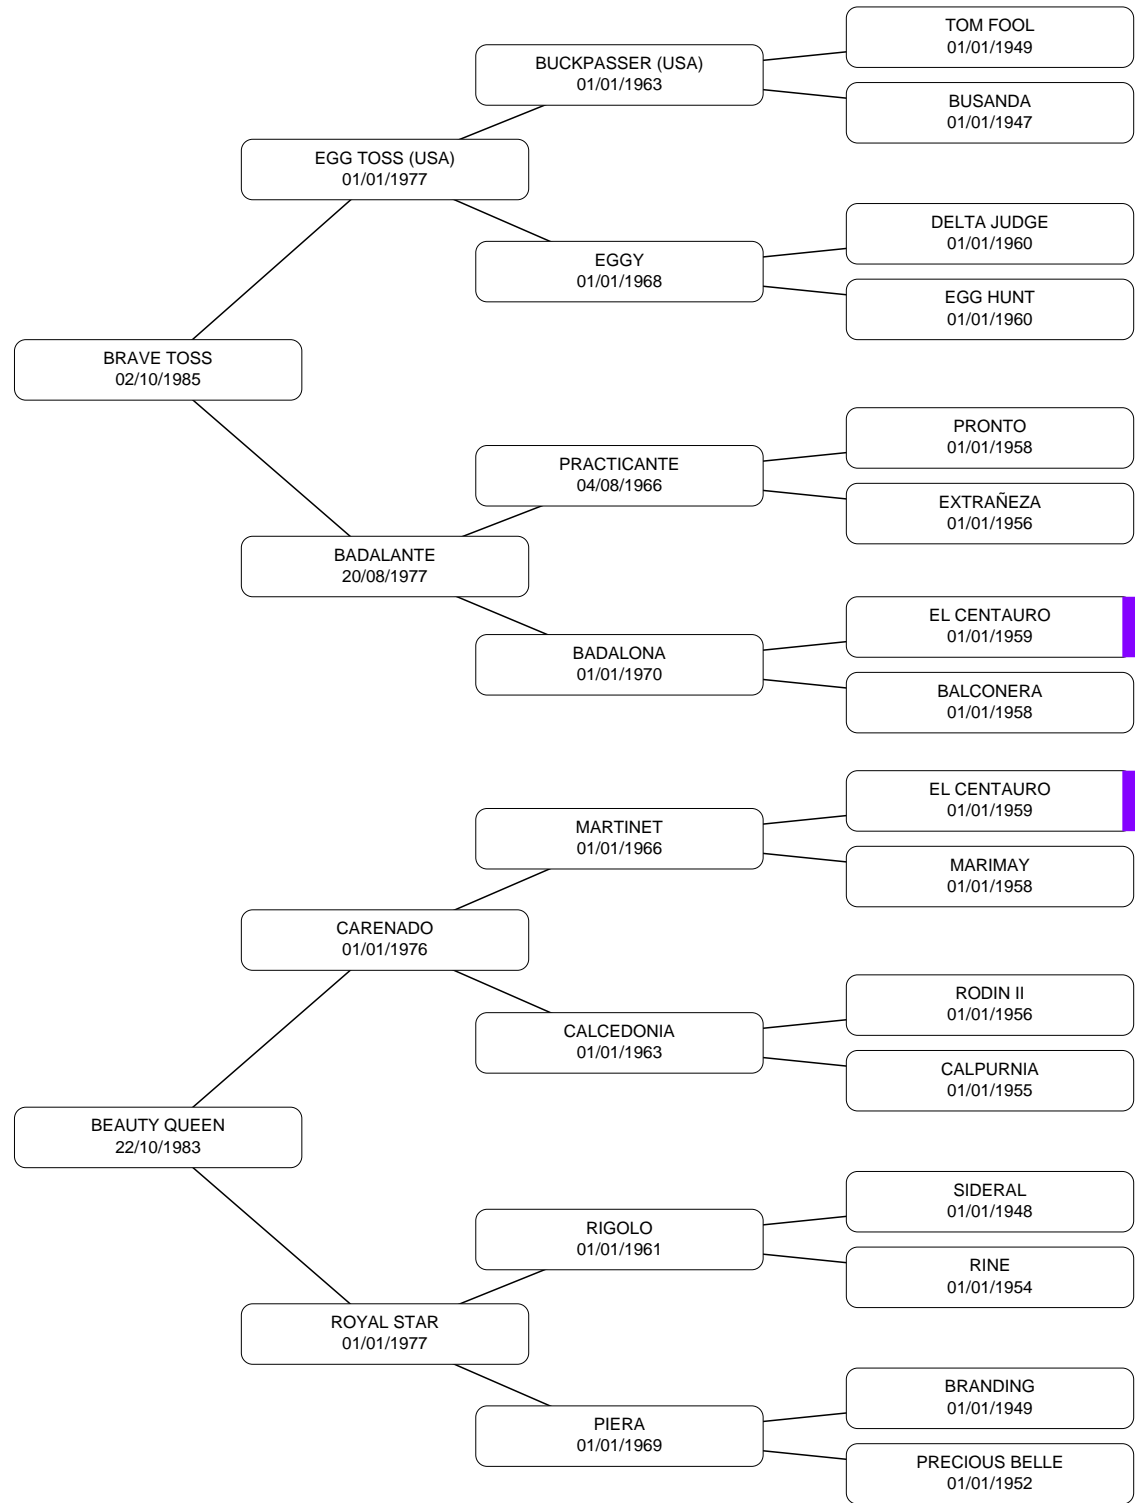 TOM FOOL
01/01/1949
BUCKPASSER (USA)
01/01/1963
BUSANDA
01/01/1947
EGG TOSS (USA)
01/01/1977
DELTA JUDGE
01/01/1960
EGGY
01/01/1968
EGG HUNT
01/01/1960
BRAVE TOSS
02/10/1985
PRONTO
01/01/1958
PRACTICANTE
04/08/1966
EXTRAÑEZA
01/01/1956
BADALANTE
20/08/1977
EL CENTAURO
01/01/1959
BADALONA
01/01/1970
BALCONERA
01/01/1958
EL CENTAURO
01/01/1959
MARTINET
01/01/1966
MARIMAY
01/01/1958
CARENADO
01/01/1976
RODIN II
01/01/1956
CALCEDONIA
01/01/1963
CALPURNIA
01/01/1955
BEAUTY QUEEN
22/10/1983
SIDERAL
01/01/1948
RIGOLO
01/01/1961
RINE
01/01/1954
ROYAL STAR
01/01/1977
BRANDING
01/01/1949
PIERA
01/01/1969
PRECIOUS BELLE
01/01/1952